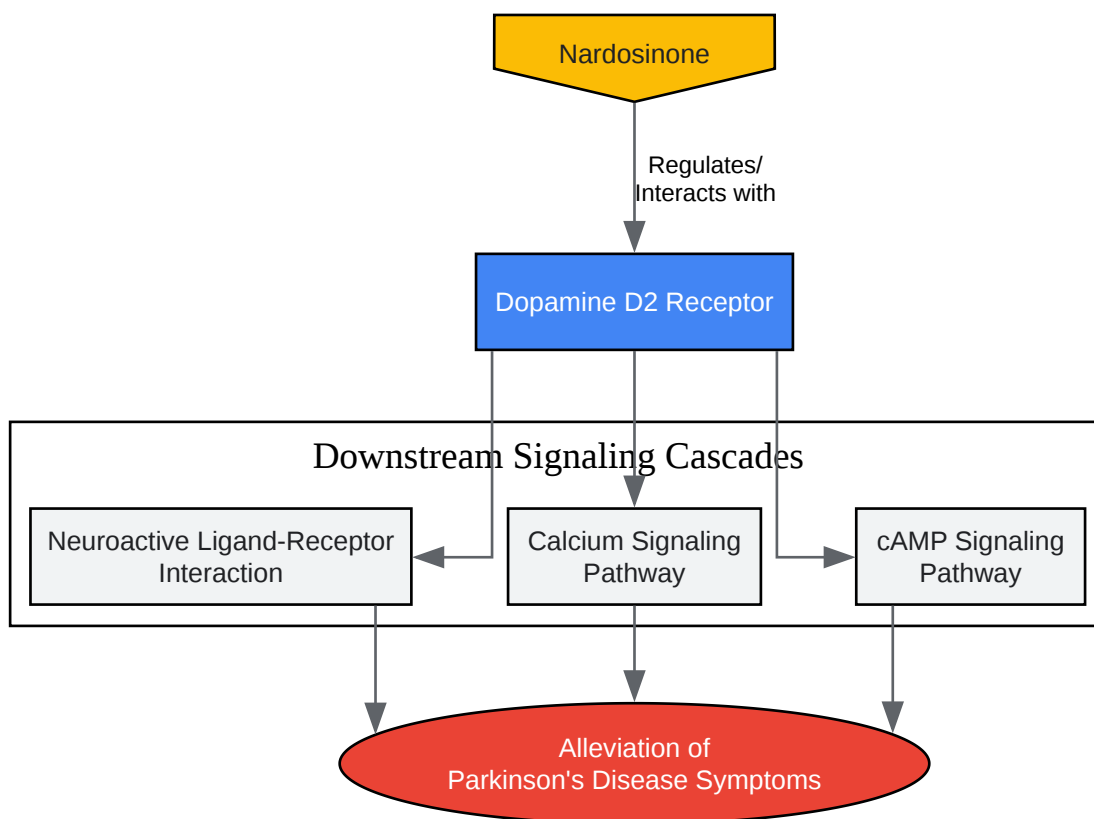 Nardosinone
Regulates/
Interacts with
Dopamine D2 Receptor
Downstream Signaling Cascades
Neuroactive Ligand-Receptor
Interaction
Calcium Signaling
Pathway
cAMP Signaling
Pathway
Alleviation of
Parkinson's Disease Symptoms